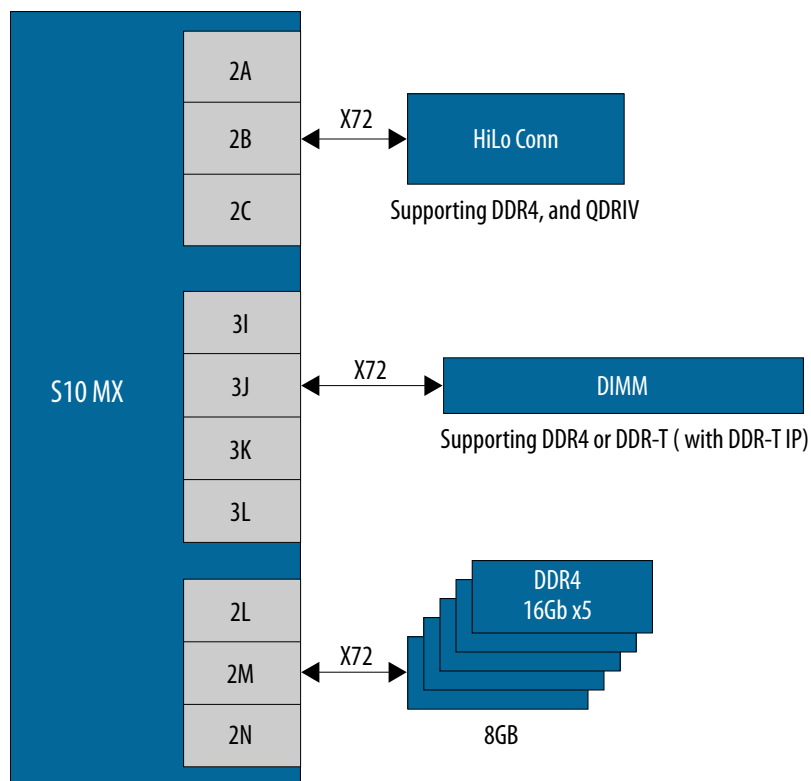 S10 MX
2A
2B
2C
X72
HiLo Conn
Supporting DDR4, and QDRIV
3I
3J
3K
3L
X72
DIMM
Supporting DDR4 or DDR-T ( with DDR-T IP)
2L
2M
2N
X72
DDR4
16Gb x5
8GB